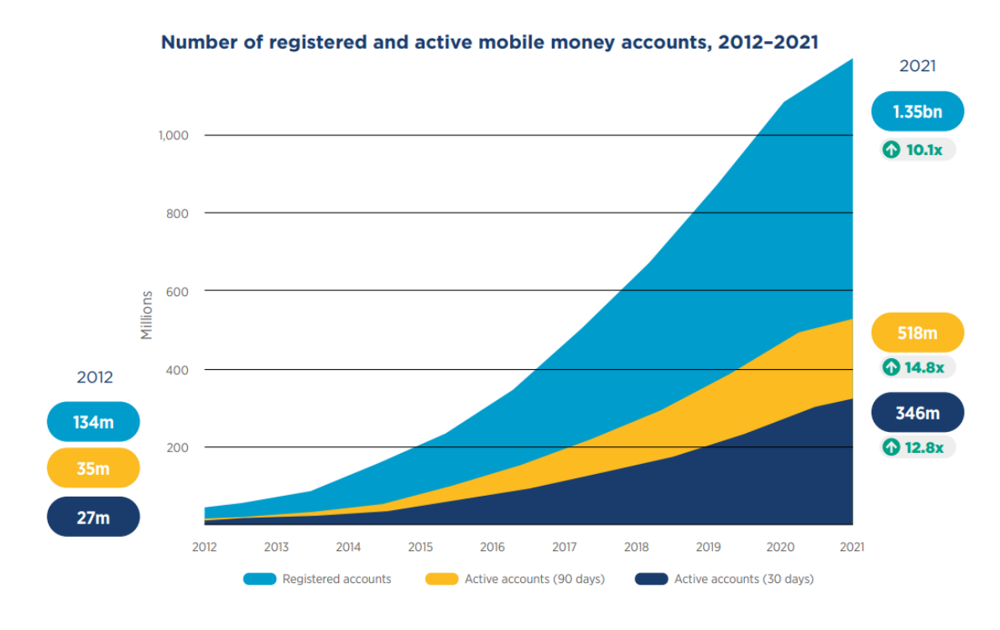 Number of registered and active mobile money accounts, 2012–2021
2021
1.35bn
10.1x
1,000
800
600
Millions
518m
14.8x
400
2012
346m
134m
12.8x
200
35m
27m
2012 2013 2014 2015 2016 2017 2018 2019 2020 2021
Registered accounts Active accounts (90 days) Active accounts (30 days)